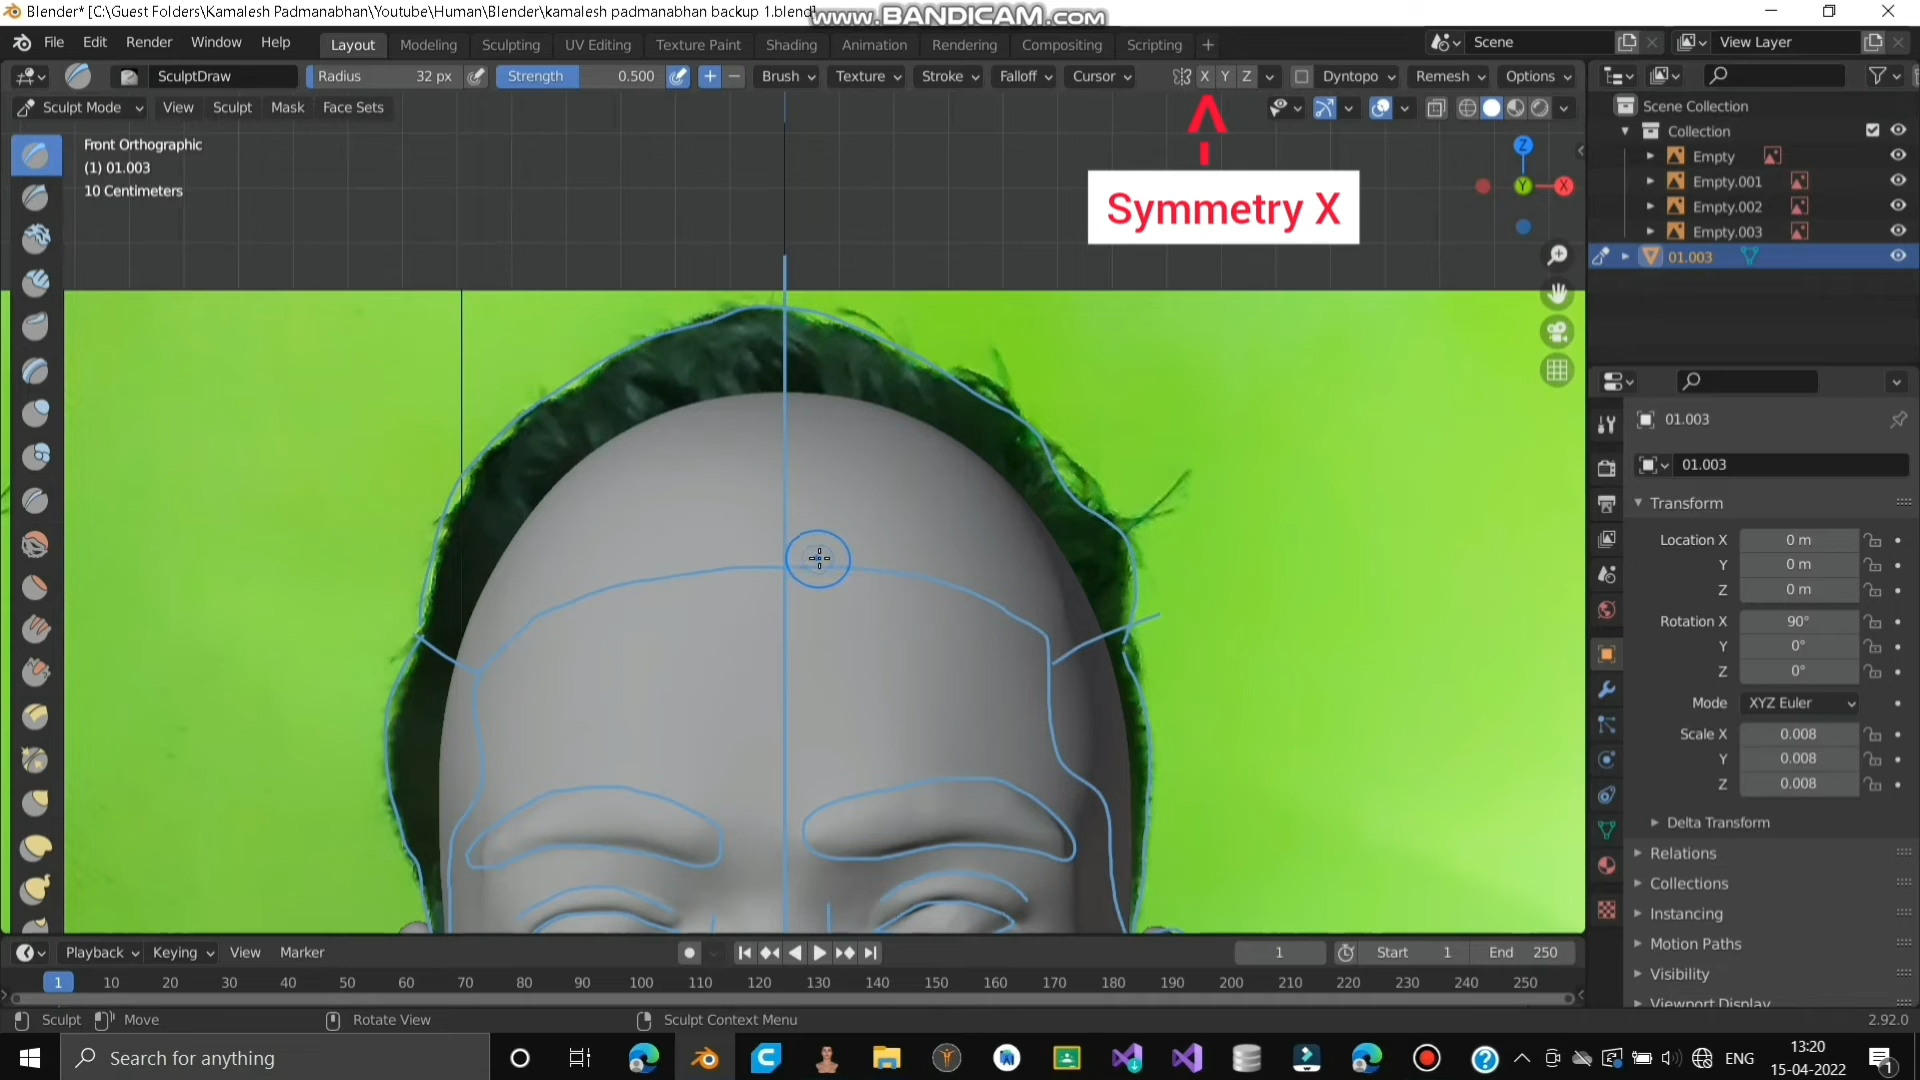 Blender* [C:\Guest Folders\Kamalesh Padmanabhan\Youtube\Human\Blender\kamalesh padmanabhan backup 1.blend]
www.BANDICAM.com
File Edit Render Window Help
Layout Modeling Sculpting UV Editing Texture Paint Shading Animation Rendering Compositing Scripting +
Scene View Layer
SculptDraw Radius 32 px Strength 0.500 Brush Texture Stroke Falloff Cursor X Y Z Dyntopo Remesh Options
Sculpt Mode View Sculpt Mask Face Sets
Front Orthographic
(1) 01.003
10 Centimeters
Symmetry X
Z
Y
X
Scene Collection
Collection
Empty
Empty.001
Empty.002
Empty.003
01.003
01.003
01.003
Transform
Location X 0 m
Y 0 m
Z 0 m
Rotation X 90°
Y 0°
Z 0°
Mode XYZ Euler
Scale X 0.008
Y 0.008
Z 0.008
Delta Transform
Relations
Collections
Instancing
Motion Paths
Visibility
Viewport Display
Playback Keying View Marker
1 Start 1 End 250
1 10 20 30 40 50 60 70 80 90 100 110 120 130 140 150 160 170 180 190 200 210 220 230 240 250
Sculpt Move Rotate View Sculpt Context Menu 2.92.0
Search for anything
ENG
13:20
15-04-2022
1